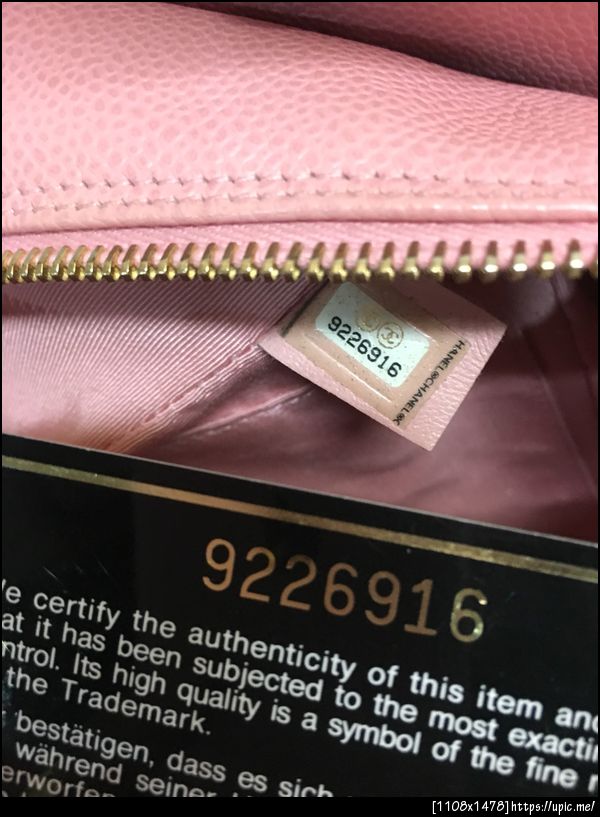 9226916
HANEL®CHANEL®C
9226916
e certify the authenticity of this item and
at it has been subjected to the most exactin
ntrol. Its high quality is a symbol of the fine
the Trademark.
bestätigen, dass es sich
während seiner
erworfen
[1108x1478]https://upic.me/